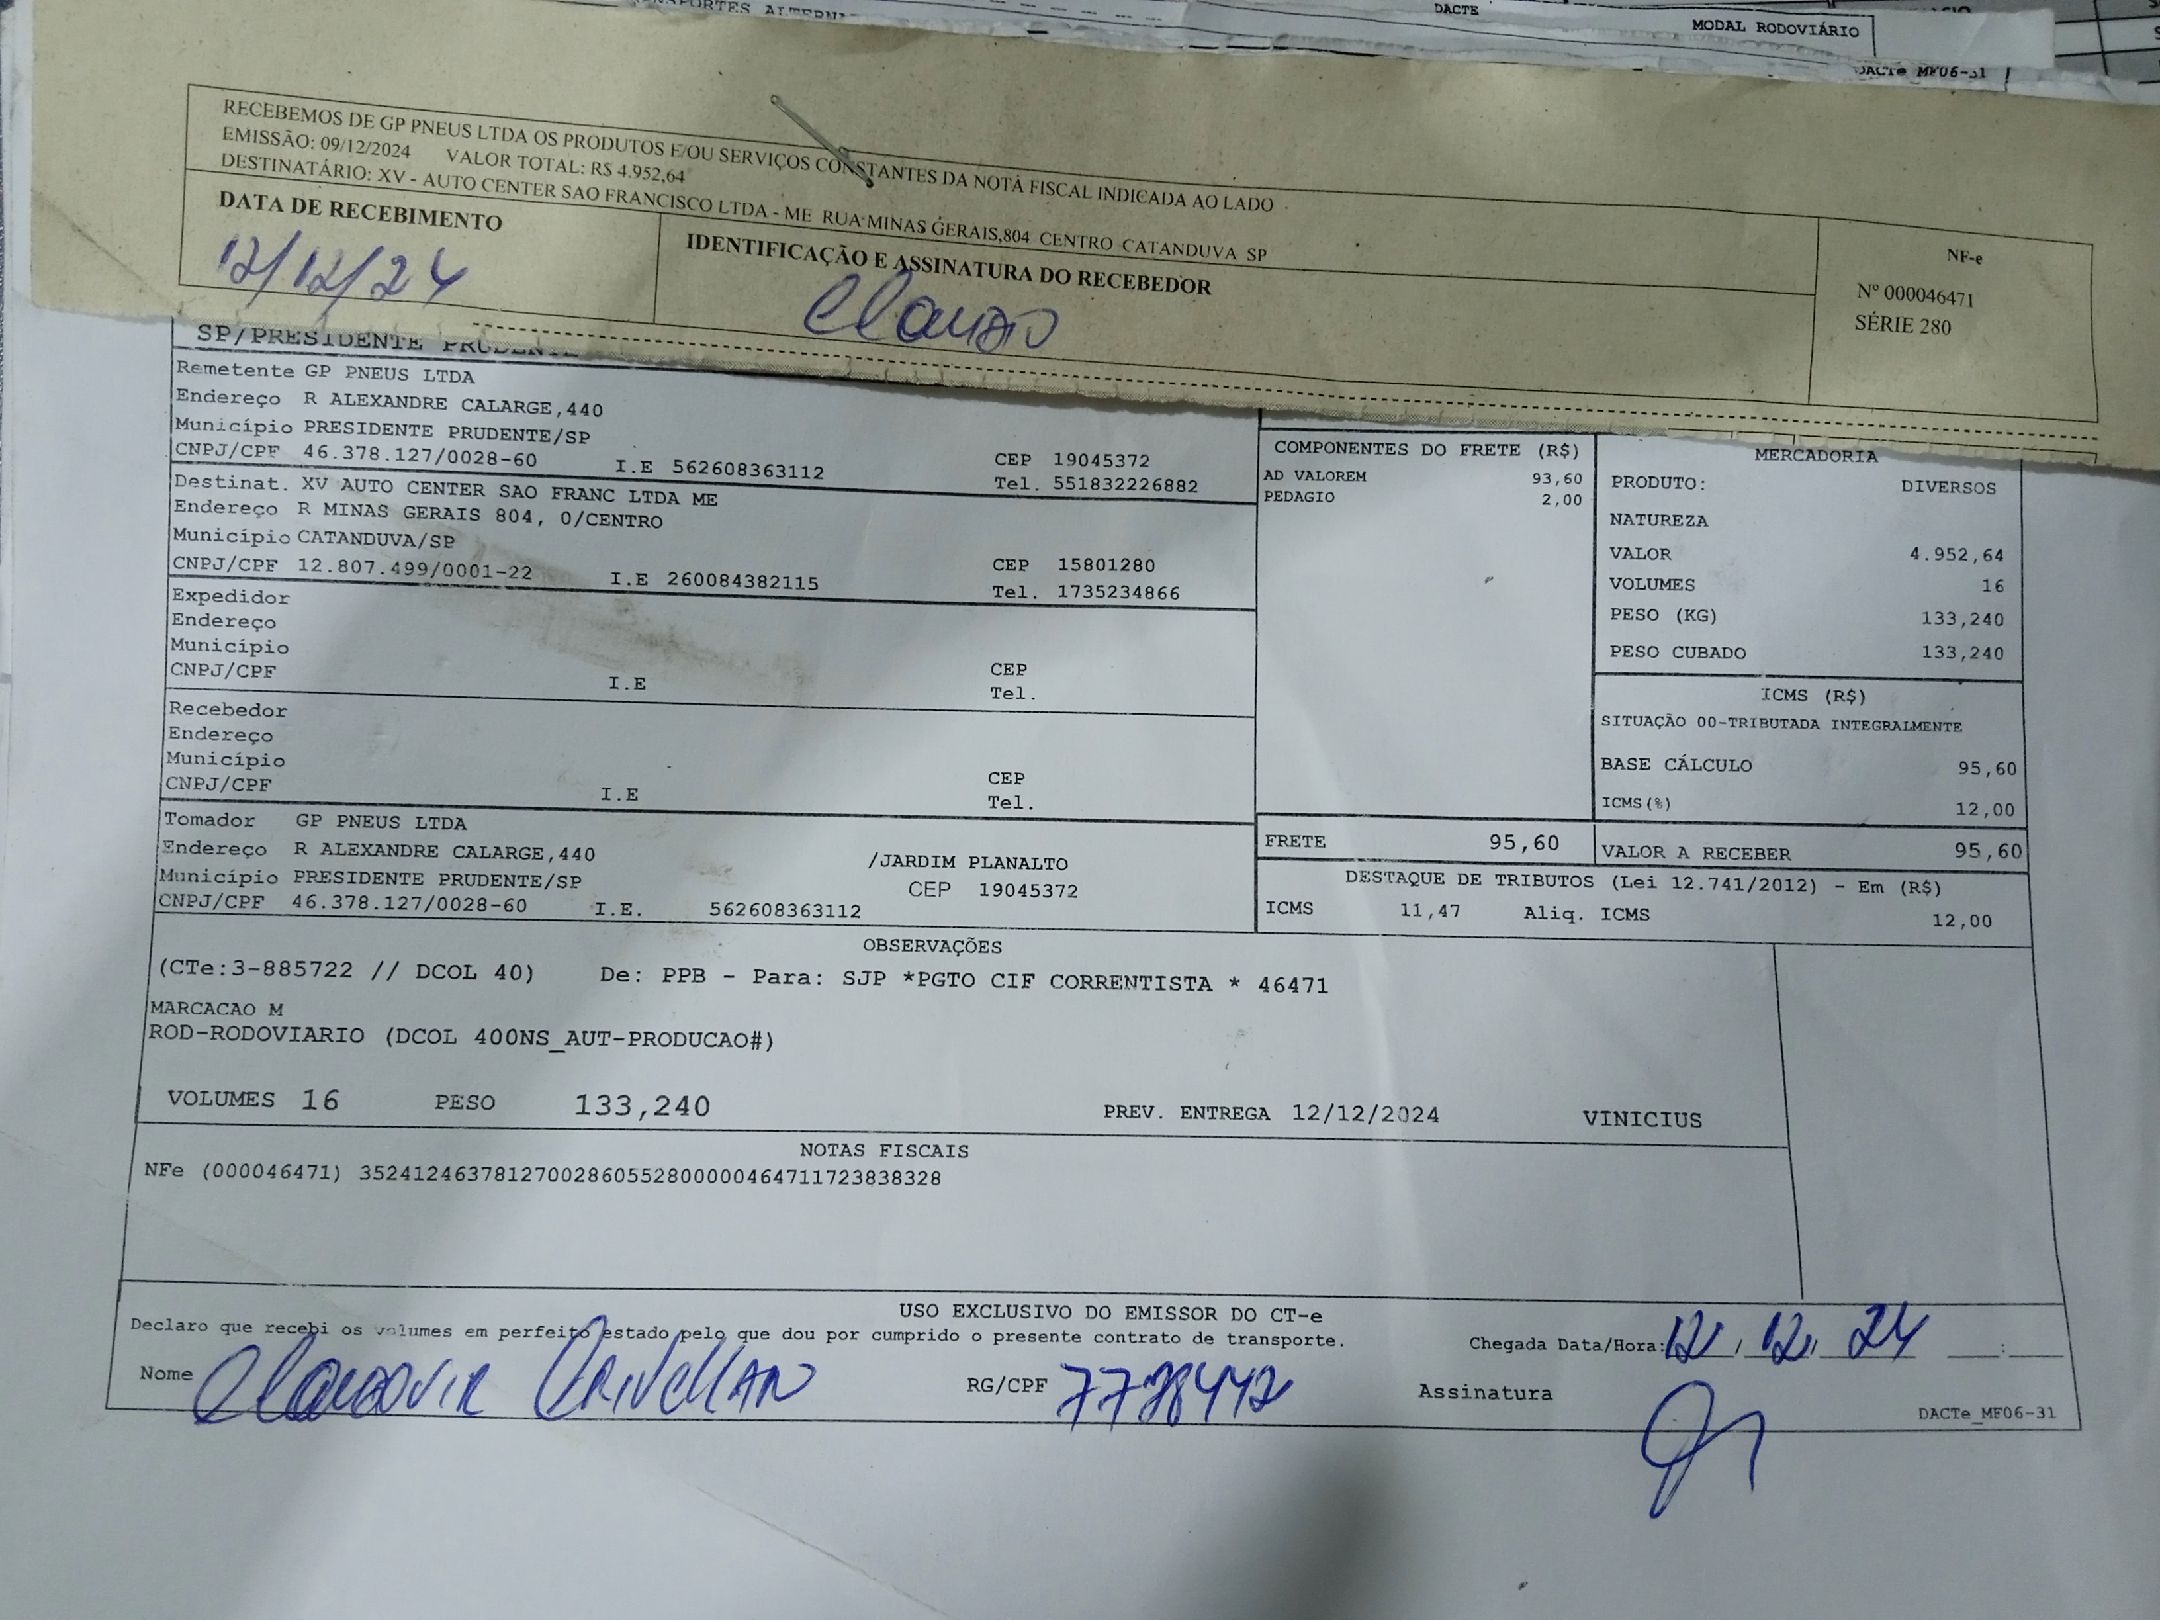 DACTE
MODAL RODOVIÁRIO
DACTe MF06-31
RECEBEMOS DE GP PNEUS LTDA OS PRODUTOS E/OU SERVIÇOS CONSTANTES DA NOTA FISCAL INDICADA AO LADO
EMISSÃO: 09/12/2024 VALOR TOTAL: R$ 4.952,64
DESTINATÁRIO: XV - AUTO CENTER SAO FRANCISCO LTDA - ME RUA MINAS GERAIS,804 CENTRO CATANDUVA SP
DATA DE RECEBIMENTO
12/12/24
IDENTIFICAÇÃO E ASSINATURA DO RECEBEDOR
NF-e
Nº 000046471
SÉRIE 280
SP/PRESIDENTE PRUDENTE
Remetente GP PNEUS LTDA
Endereço R ALEXANDRE CALARGE,440
Município PRESIDENTE PRUDENTE/SP
CNPJ/CPF 46.378.127/0028-60 I.E 562608363112
CEP 19045372
Tel. 551832226882
Destinat. XV AUTO CENTER SAO FRANC LTDA ME
Endereço R MINAS GERAIS 804, 0/CENTRO
Município CATANDUVA/SP
CNPJ/CPF 12.807.499/0001-22 I.E 260084382115
CEP 15801280
Tel. 1735234866
Expedidor
Endereço
Município
CNPJ/CPF I.E
CEP
Tel.
Recebedor
Endereço
Município
CNPJ/CPF I.E
CEP
Tel.
Tomador GP PNEUS LTDA
Endereço R ALEXANDRE CALARGE,440 /JARDIM PLANALTO
Município PRESIDENTE PRUDENTE/SP CEP 19045372
CNPJ/CPF 46.378.127/0028-60 I.E. 562608363112
COMPONENTES DO FRETE (R$)
AD VALOREM 93,60
PEDAGIO 2,00
MERCADORIA
PRODUTO: DIVERSOS
NATUREZA
VALOR 4.952,64
VOLUMES 16
PESO (KG) 133,240
PESO CUBADO 133,240
ICMS (R$)
SITUAÇÃO 00-TRIBUTADA INTEGRALMENTE
BASE CÁLCULO 95,60
ICMS(%) 12,00
FRETE 95,60
VALOR A RECEBER 95,60
DESTAQUE DE TRIBUTOS (Lei 12.741/2012) - Em (R$)
ICMS 11,47 Aliq. ICMS 12,00
OBSERVAÇÕES
(CTe:3-885722 // DCOL 40) De: PPB - Para: SJP *PGTO CIF CORRENTISTA * 46471
MARCACAO M
ROD-RODOVIARIO (DCOL 400NS_AUT-PRODUCAO#)
VOLUMES 16 PESO 133,240 PREV. ENTREGA 12/12/2024 VINICIUS
NOTAS FISCAIS
NFe (000046471) 35241246378127002860552800000464711723838328
USO EXCLUSIVO DO EMISSOR DO CT-e
Declaro que recebi os volumes em perfeito estado pelo que dou por cumprido o presente contrato de transporte.
Chegada Data/Hora: 12/12/24 :
Nome
RG/CPF 7778442
Assinatura
DACTe_MF06-31